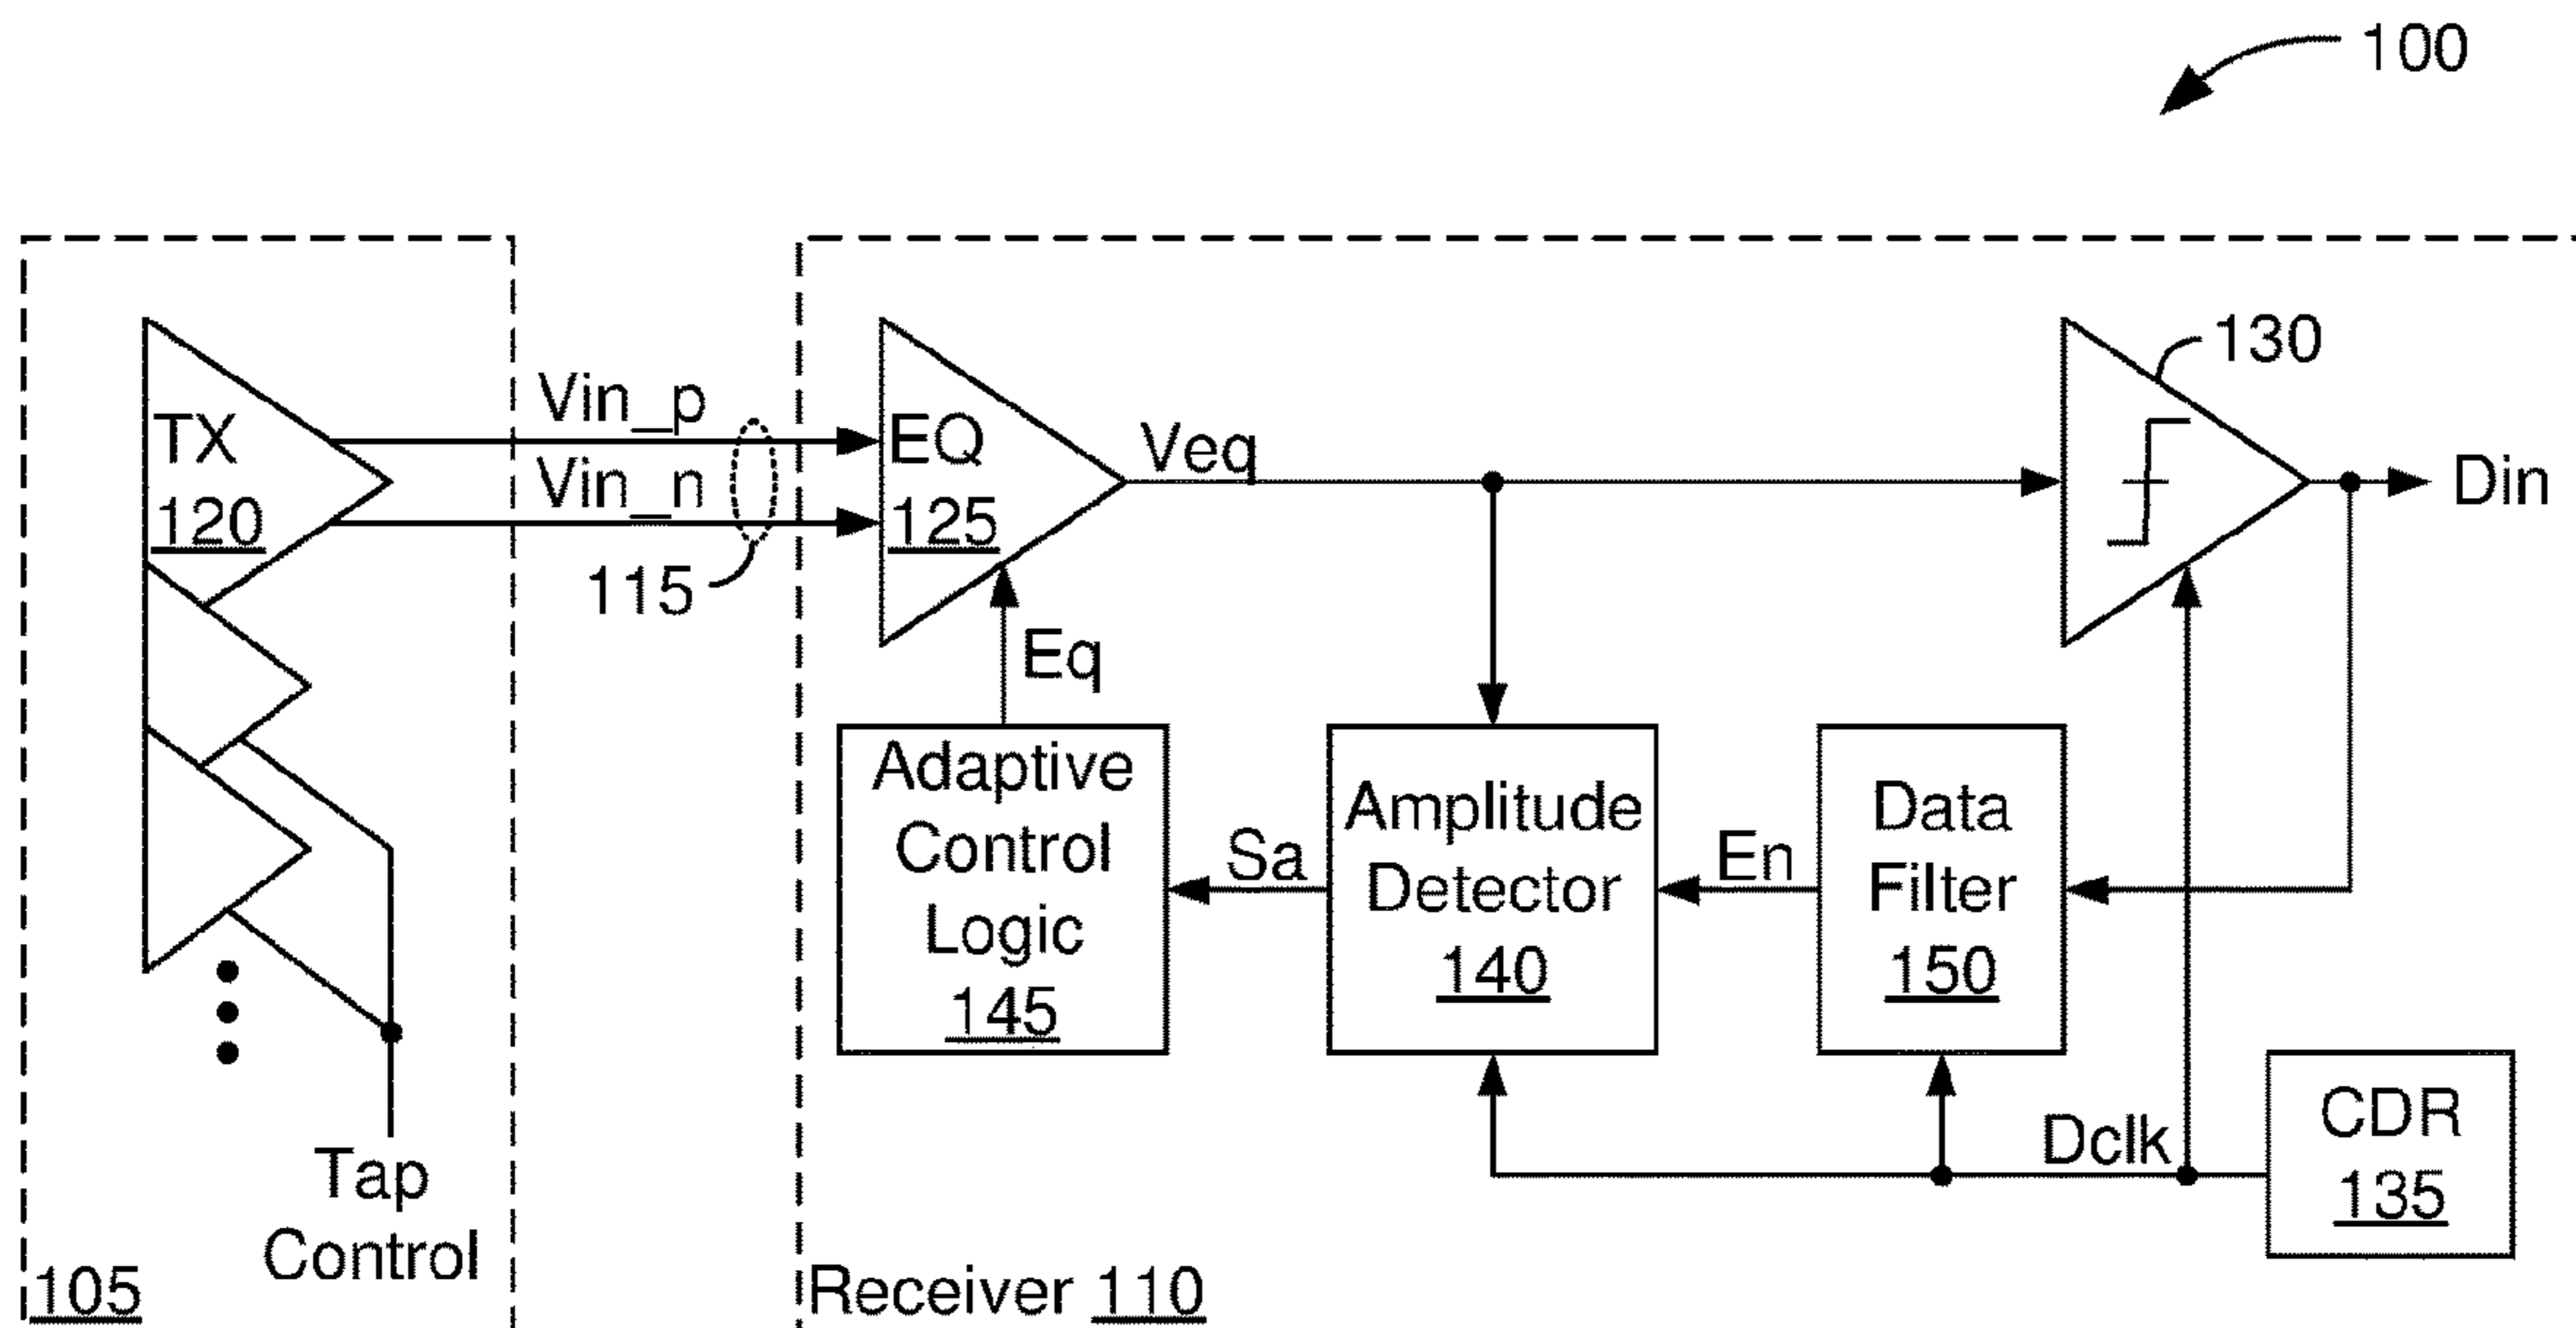 100
TX
120
Vin_p
Vin_n
115
EQ
125
Veq
130
Din
Eq
Adaptive
Control
Logic
145
Sa
Amplitude
Detector
140
En
Data
Filter
150
Dclk
CDR
135
Tap
Control
105
Receiver 110